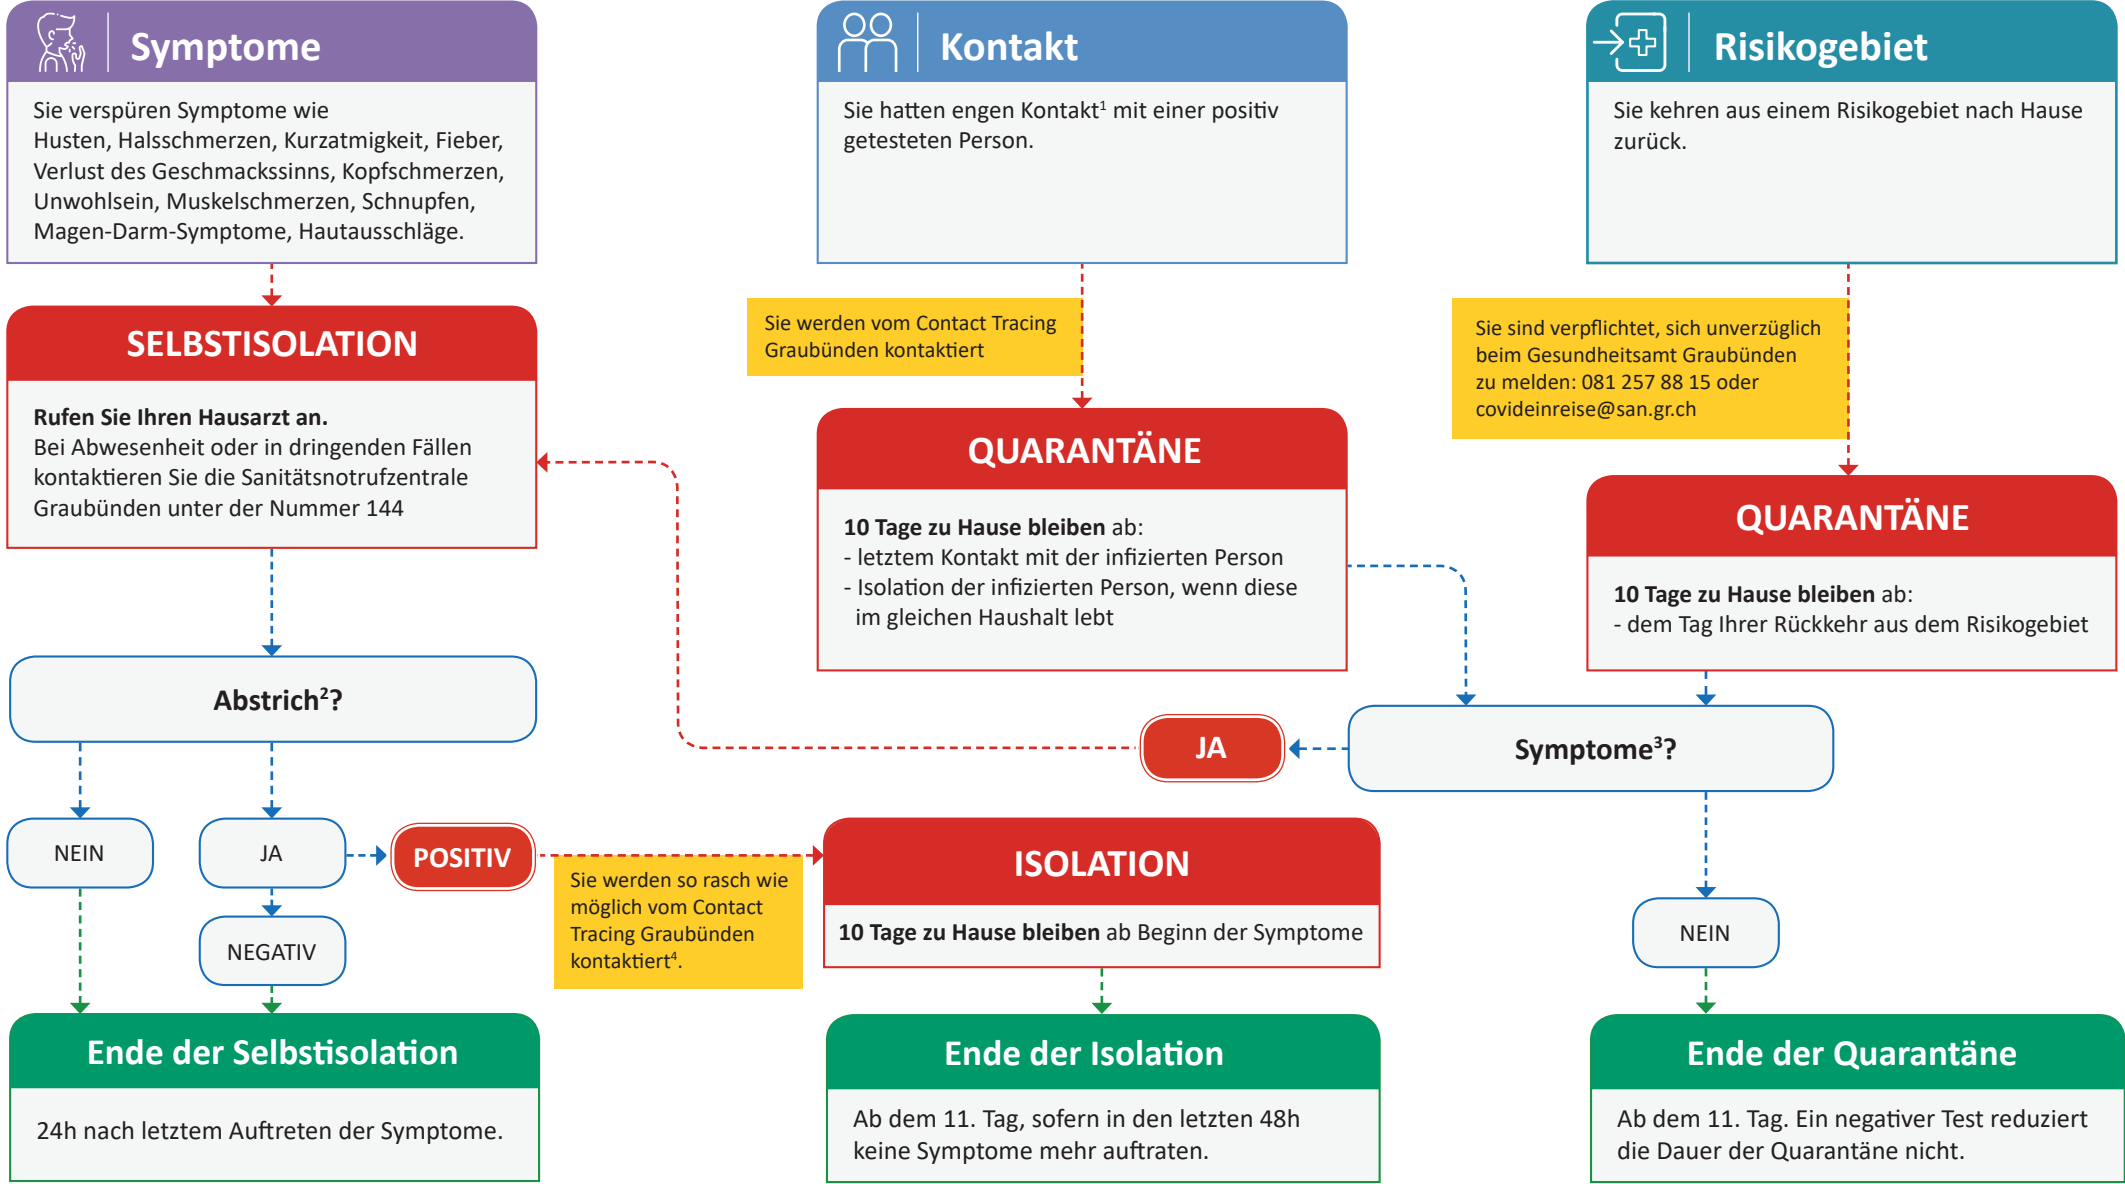 Symptome
Sie verspüren Symptome wie
Husten, Halsschmerzen, Kurzatmigkeit, Fieber,
Verlust des Geschmackssinns, Kopfschmerzen,
Unwohlsein, Muskelschmerzen, Schnupfen,
Magen-Darm-Symptome, Hautausschläge.
Kontakt
Sie hatten engen Kontakt¹ mit einer positiv
getesteten Person.
Risikogebiet
Sie kehren aus einem Risikogebiet nach Hause
zurück.
SELBSTISOLATION
Rufen Sie Ihren Hausarzt an.
Bei Abwesenheit oder in dringenden Fällen
kontaktieren Sie die Sanitätsnotrufzentrale
Graubünden unter der Nummer 144
Sie werden vom Contact Tracing
Graubünden kontaktiert
Sie sind verpflichtet, sich unverzüglich
beim Gesundheitsamt Graubünden
zu melden: 081 257 88 15 oder
covideinreise@san.gr.ch
QUARANTÄNE
10 Tage zu Hause bleiben ab:
- letztem Kontakt mit der infizierten Person
- Isolation der infizierten Person, wenn diese
im gleichen Haushalt lebt
QUARANTÄNE
10 Tage zu Hause bleiben ab:
- dem Tag Ihrer Rückkehr aus dem Risikogebiet
Abstrich²?
JA
Symptome³?
NEIN
JA
POSITIV
NEGATIV
Sie werden so rasch wie
möglich vom Contact
Tracing Graubünden
kontaktiert⁴.
ISOLATION
10 Tage zu Hause bleiben ab Beginn der Symptome
NEIN
Ende der Selbstisolation
24h nach letztem Auftreten der Symptome.
Ende der Isolation
Ab dem 11. Tag, sofern in den letzten 48h
keine Symptome mehr auftraten.
Ende der Quarantäne
Ab dem 11. Tag. Ein negativer Test reduziert
die Dauer der Quarantäne nicht.